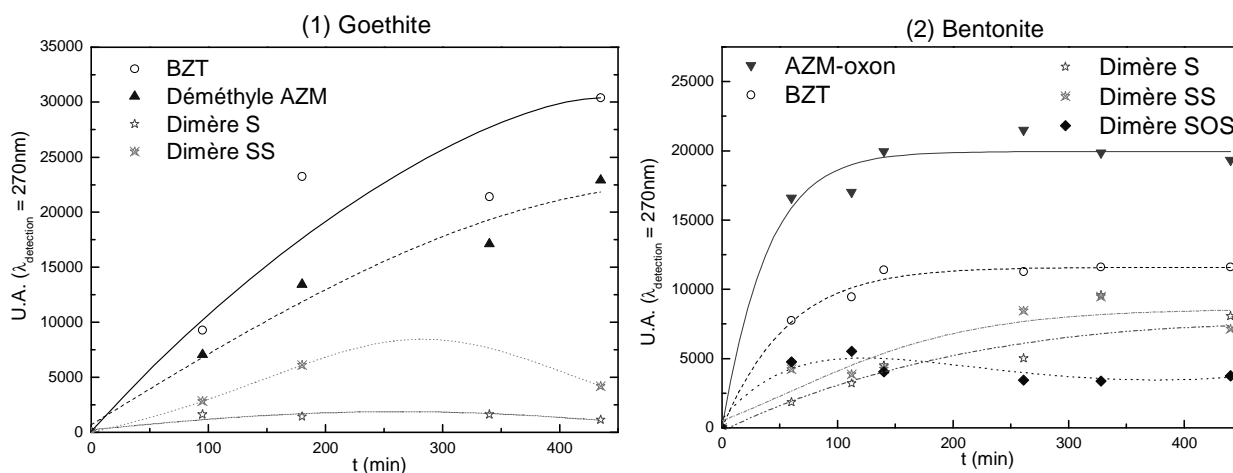 (1) Goethite
U.A. (λdetection = 270nm)
35000
30000
25000
20000
15000
10000
5000
0
BZT
Déméthyle AZM
Dimère S
Dimère SS
0
100
200
300
400
t (min)
(2) Bentonite
U.A. (λdetection = 270nm)
25000
20000
15000
10000
5000
0
AZM-oxon
BZT
Dimère S
Dimère SS
Dimère SOS
0
100
200
300
400
t (min)